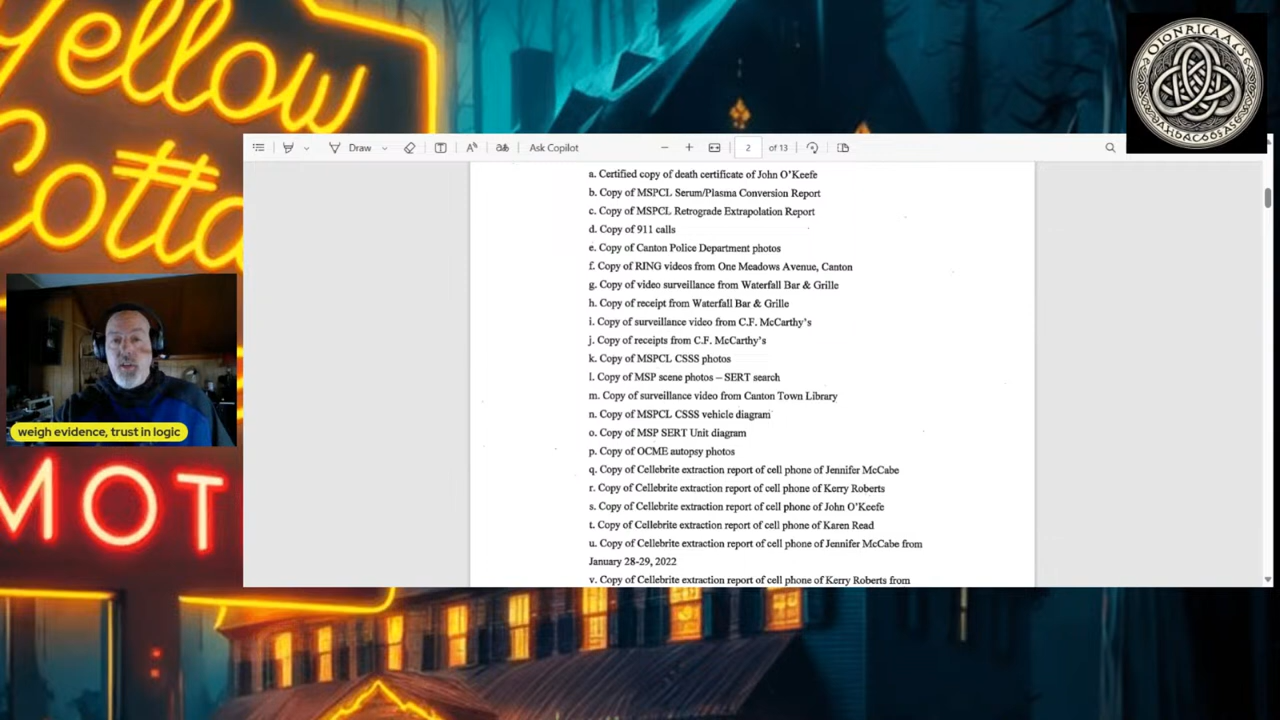 Yellow
Cotta
MOT
weigh evidence, trust in logic
Draw
Ask Copilot
2 of 13
a. Certified copy of death certificate of John O'Keefe
b. Copy of MSPCL Serum/Plasma Conversion Report
c. Copy of MSPCL Retrograde Extrapolation Report
d. Copy of 911 calls
e. Copy of Canton Police Department photos
f. Copy of RING videos from One Meadows Avenue, Canton
g. Copy of video surveillance from Waterfall Bar & Grille
h. Copy of receipt from Waterfall Bar & Grille
i. Copy of surveillance video from C.F. McCarthy's
j. Copy of receipts from C.F. McCarthy's
k. Copy of MSPCL CSSS photos
l. Copy of MSP scene photos – SERT search
m. Copy of surveillance video from Canton Town Library
n. Copy of MSPCL CSSS vehicle diagram
o. Copy of MSP SERT Unit diagram
p. Copy of OCME autopsy photos
q. Copy of Cellebrite extraction report of cell phone of Jennifer McCabe
r. Copy of Cellebrite extraction report of cell phone of Kerry Roberts
s. Copy of Cellebrite extraction report of cell phone of John O'Keefe
t. Copy of Cellebrite extraction report of cell phone of Karen Read
u. Copy of Cellebrite extraction report of cell phone of Jennifer McCabe from
January 28-29, 2022
v. Copy of Cellebrite extraction report of cell phone of Kerry Roberts from